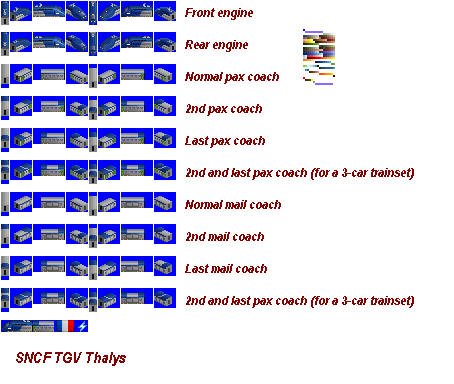 Front engine
Rear engine
Normal pax coach
2nd pax coach
Last pax coach
2nd and last pax coach (for a 3-car trainset)
Normal mail coach
2nd mail coach
Last mail coach
2nd and last pax coach (for a 3-car trainset)
SNCF TGV Thalys